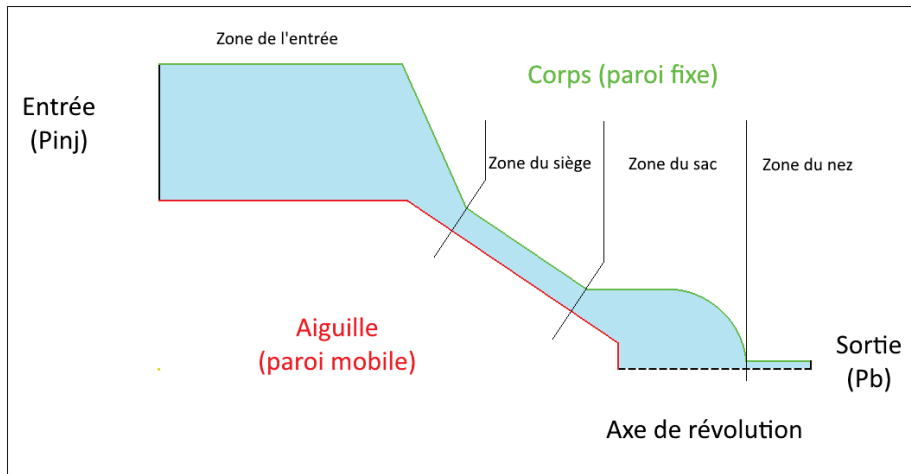 Zone de l'entrée
Corps (paroi fixe)
Entrée
(Pinj)
Zone du siège
Zone du sac
Zone du nez
Aiguille
(paroi mobile)
Sortie
(Pb)
Axe de révolution